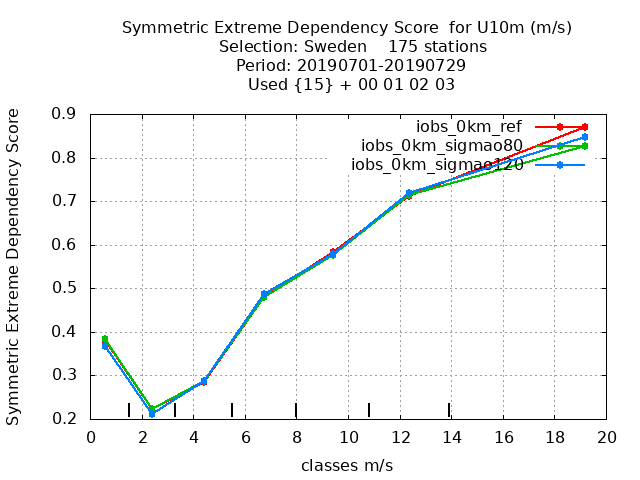 Symmetric Extreme Dependency Score  for U10m (m/s)
Selection: Sweden    175 stations
Period: 20190701-20190729
Used {15} + 00 01 02 03
Symmetric Extreme Dependency Score
0.9
0.8
0.7
0.6
0.5
0.4
0.3
0.2
iobs_0km_ref
iobs_0km_sigmao80
iobs_0km_sigmao120
0 2 4 6 8 10 12 14 16 18 20
classes m/s